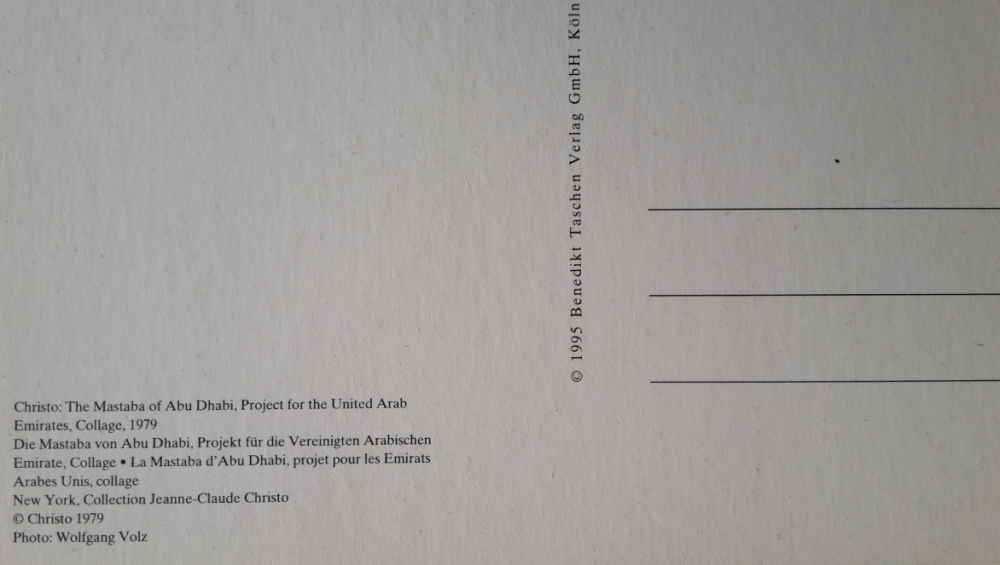 Christo: The Mastaba of Abu Dhabi, Project for the United Arab
Emirates, Collage, 1979
Die Mastaba von Abu Dhabi, Projekt für die Vereinigten Arabischen
Emirate, Collage • La Mastaba d'Abu Dhabi, projet pour les Emirats
Arabes Unis, collage
New York, Collection Jeanne-Claude Christo
© Christo 1979
Photo: Wolfgang Volz
© 1995 Benedikt Taschen Verlag GmbH, Köln